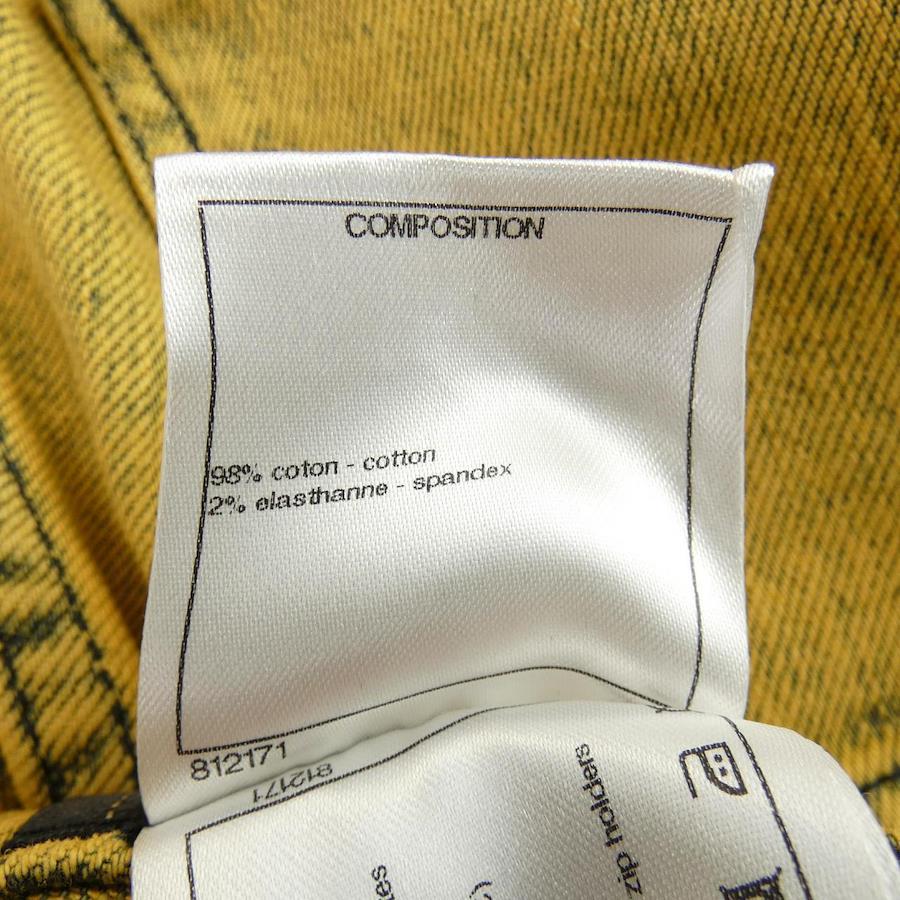 COMPOSITION
98% coton - cotton
2% elasthanne - spandex
812171
812171
zip holders